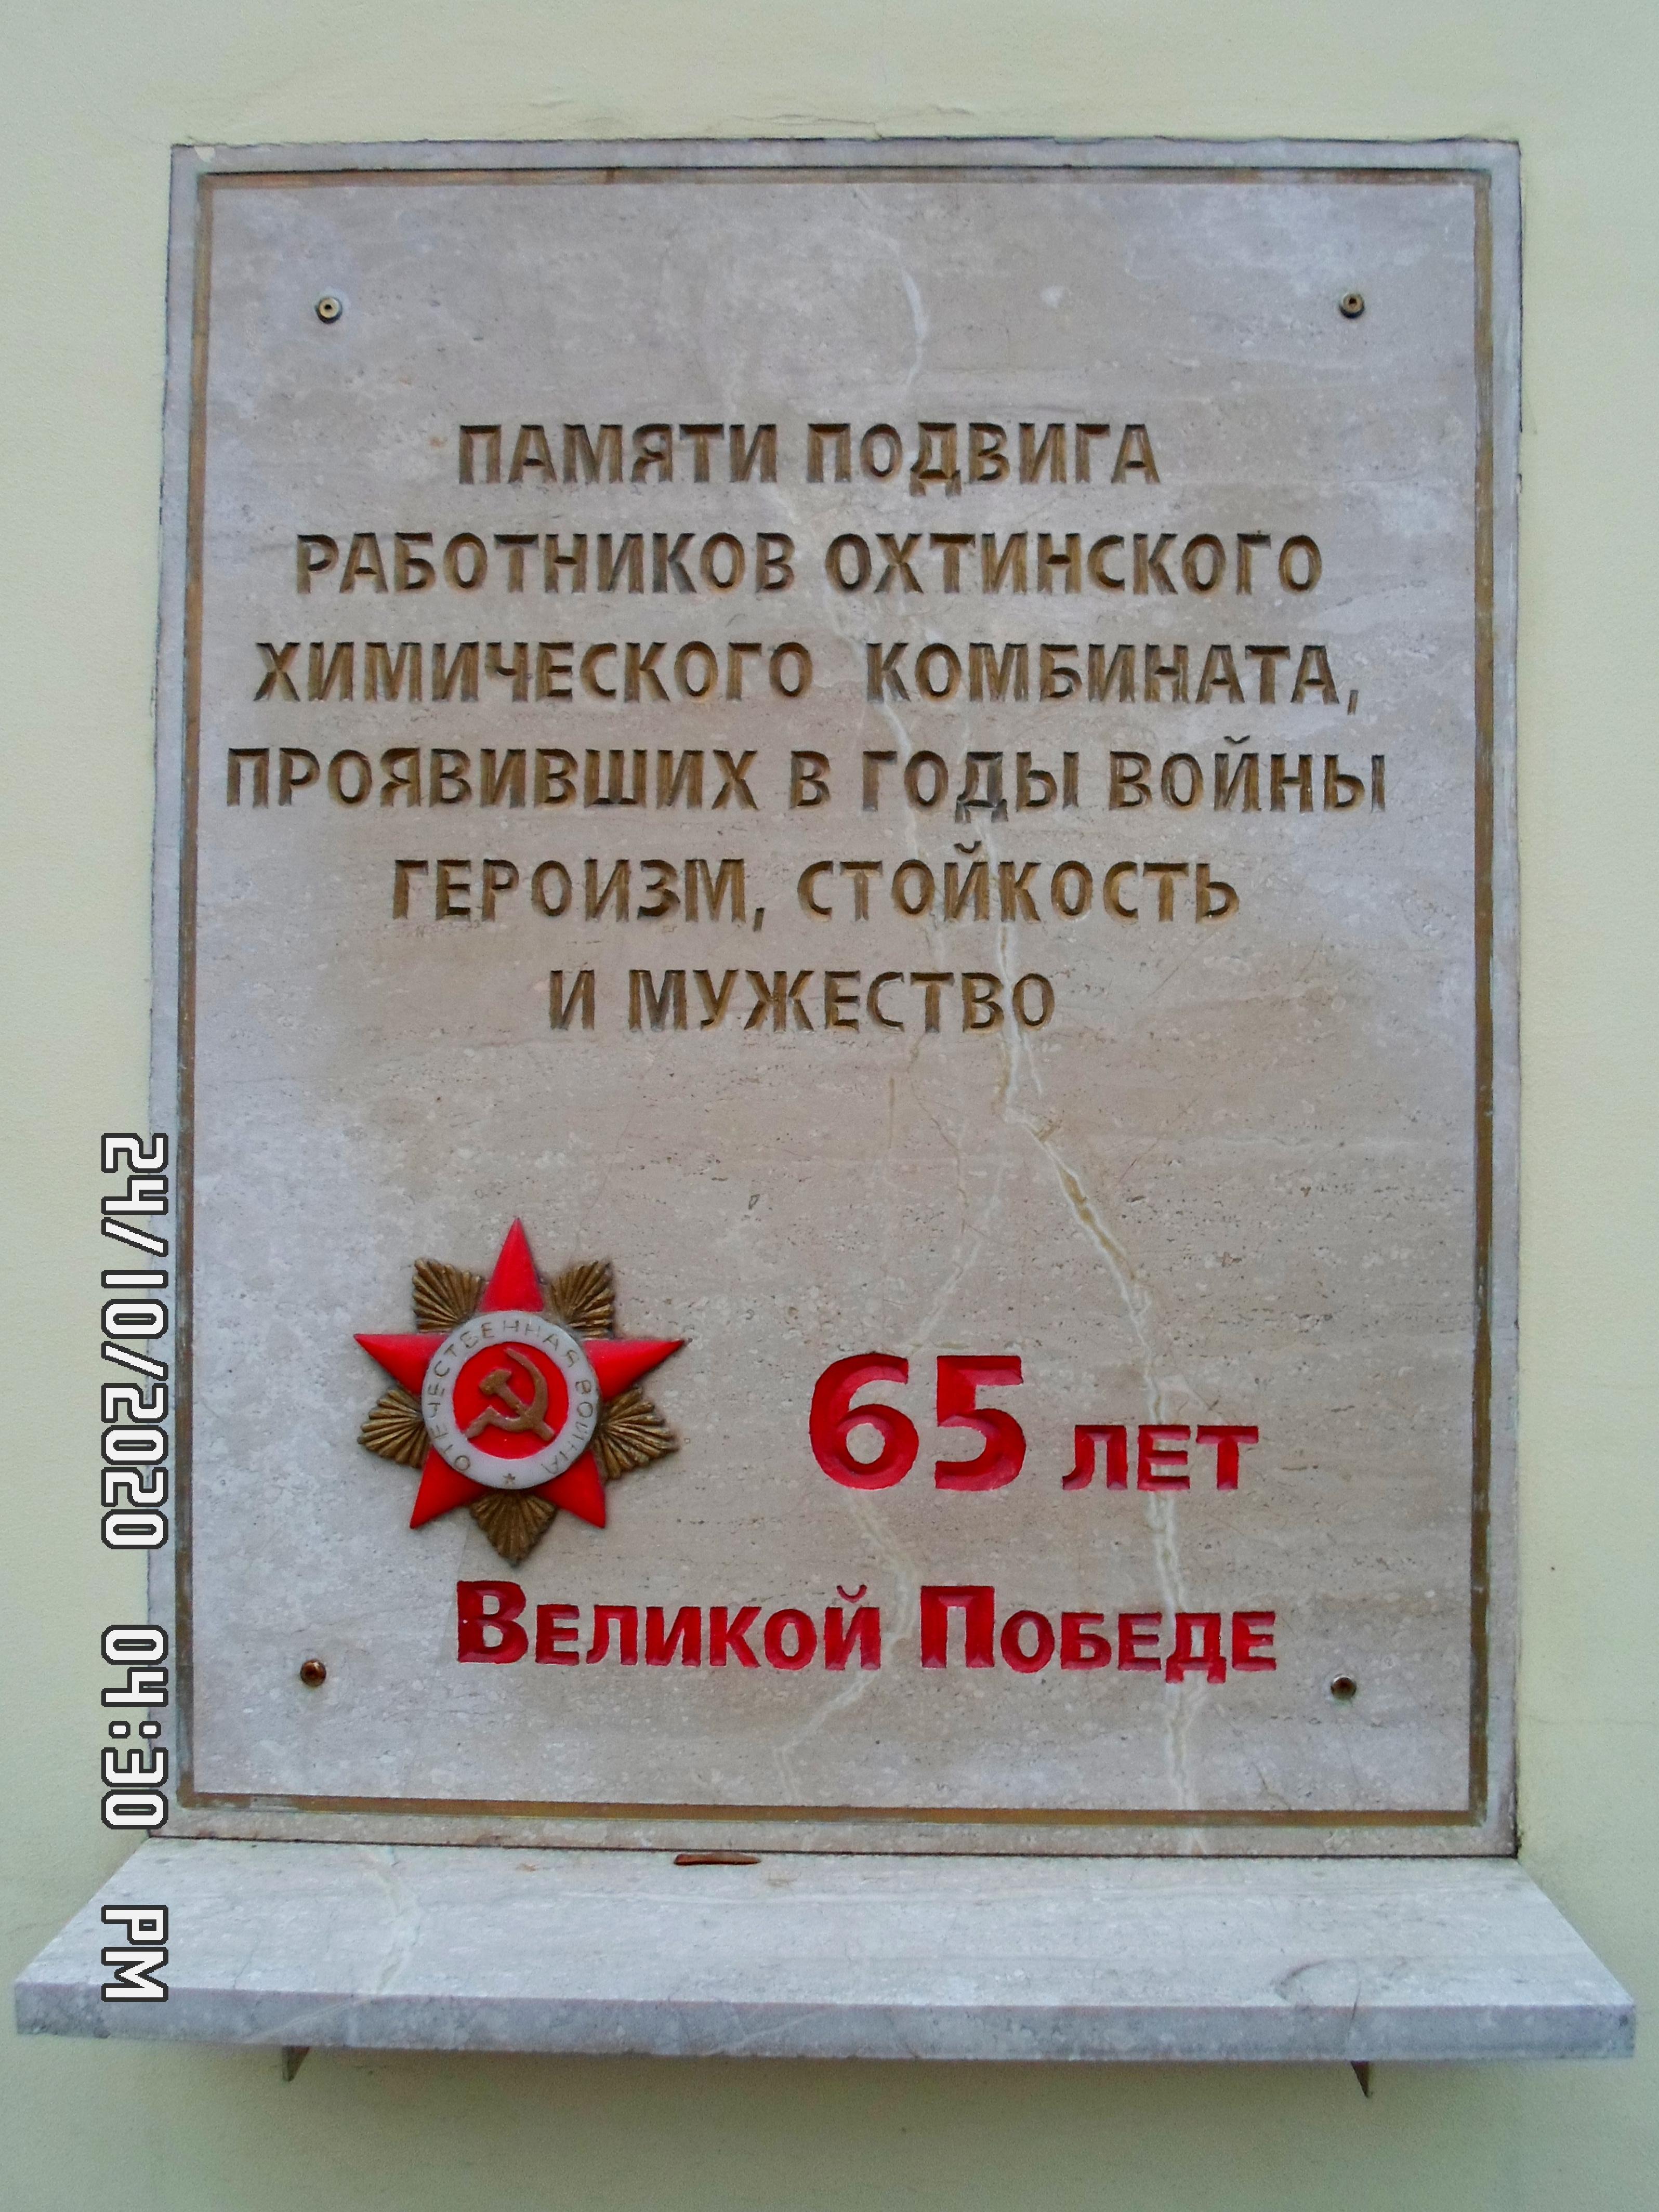 ПАМЯТИ ПОДВИГА
РАБОТНИКОВ ОХТИНСКОГО
ХИМИЧЕСКОГО КОМБИНАТА,
ПРОЯВИВШИХ В ГОДЫ ВОЙНЫ
ГЕРОИЗМ, СТОЙКОСТЬ
И МУЖЕСТВО
ОТЕЧЕСТВЕННАЯ ВОЙНА
65 ЛЕТ
ВЕЛИКОЙ ПОБЕДЕ
24/10/2020 04:30 PM